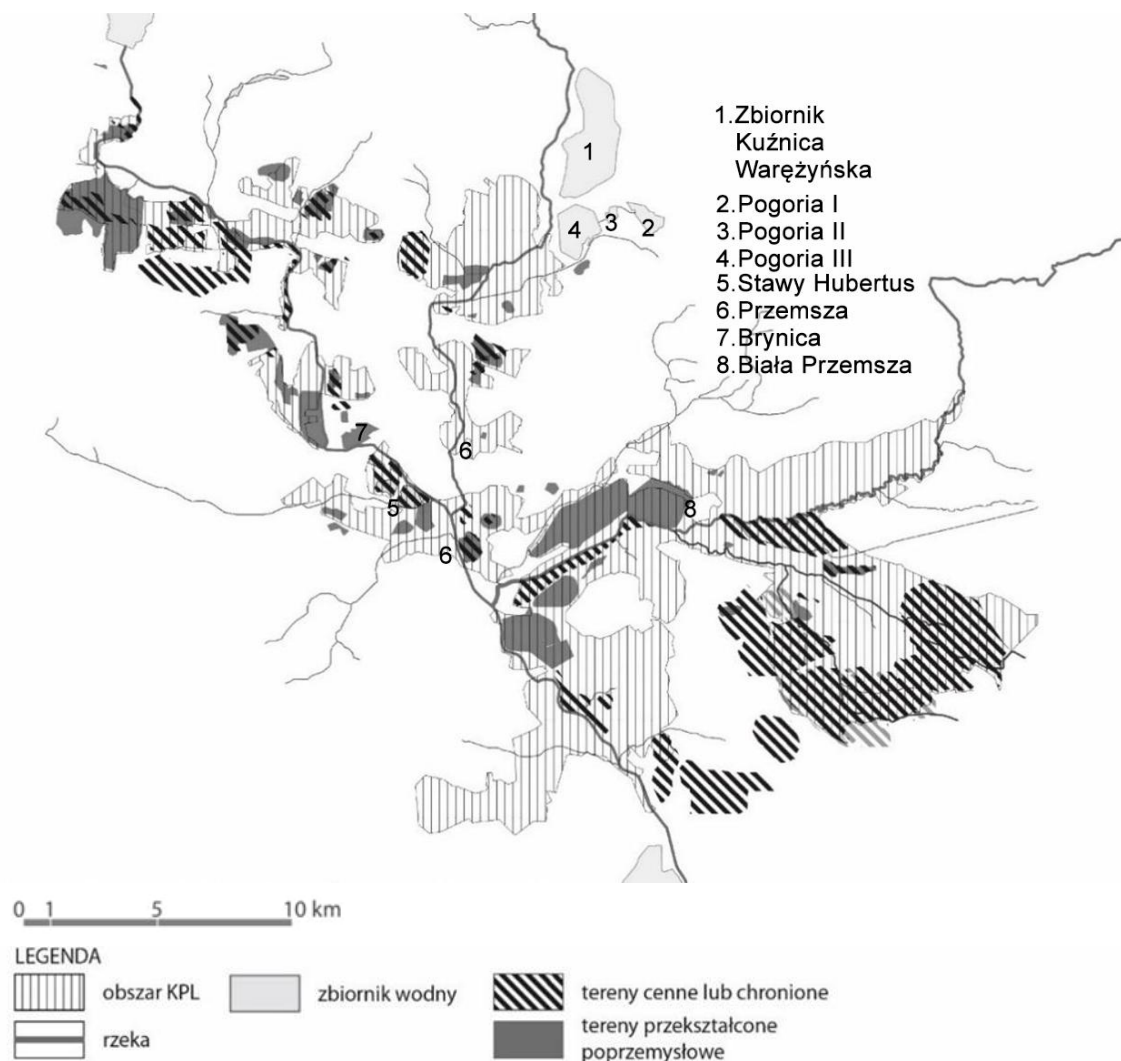 1.Zbiornik
Kuźnica
Warężyńska
2.Pogoria I
3.Pogoria II
4.Pogoria III
5.Stawy Hubertus
6.Przemsza
7.Brynica
8.Biała Przemsza
1
4
3
2
7
6
5
8
6
0 1 5 10 km
LEGENDA
obszar KPL
zbiornik wodny
tereny cenne lub chronione
rzeka
tereny przekształcone
poprzemysłowe